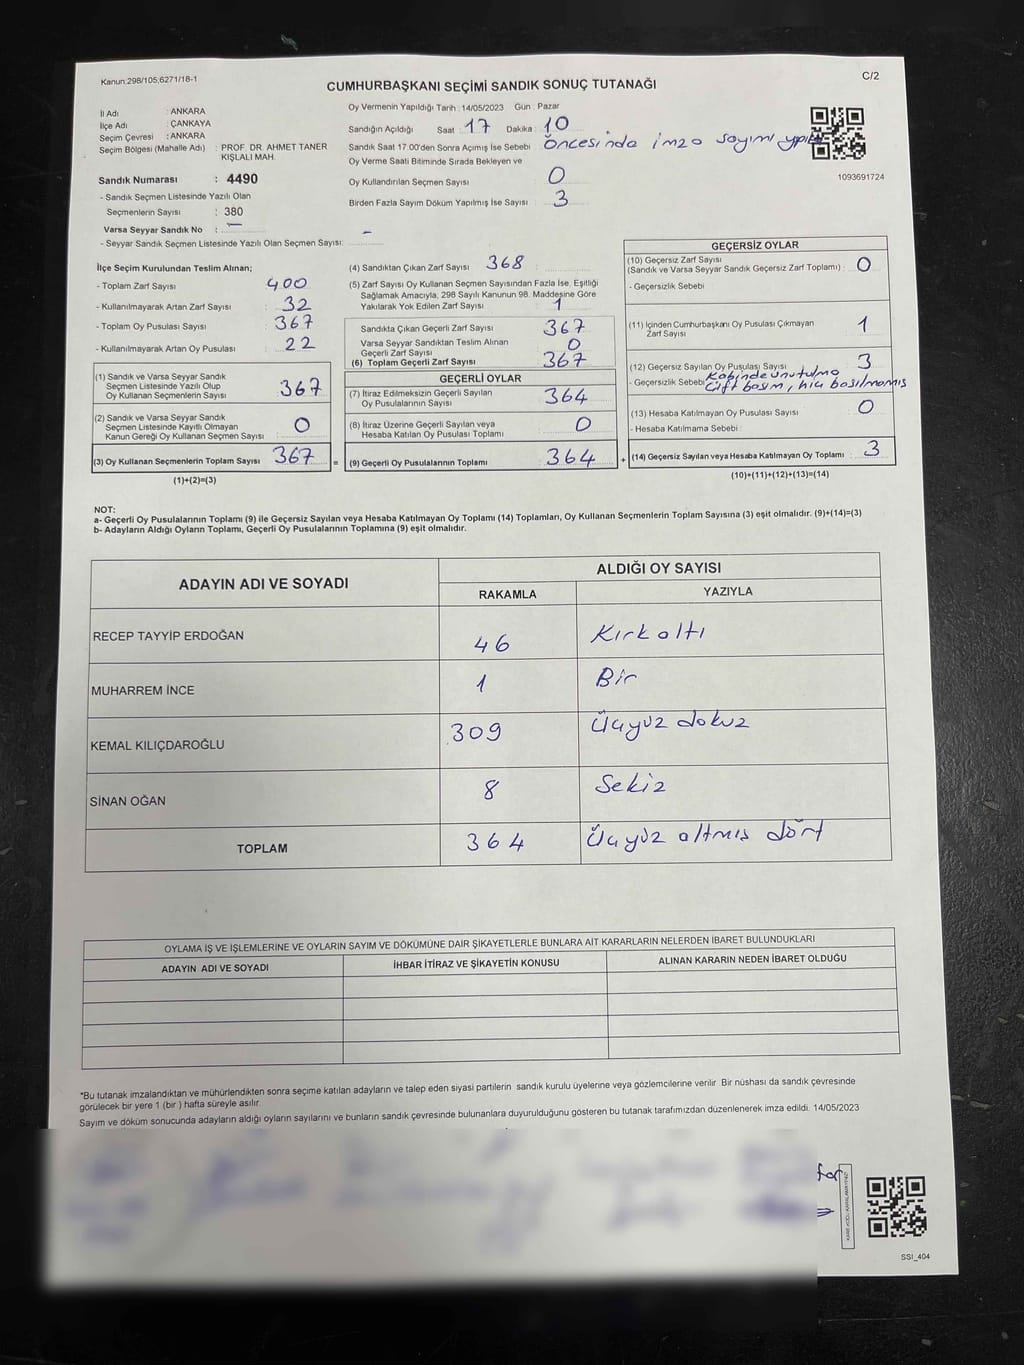 Kanun:298/105;6271/18-1
C/2
CUMHURBAŞKANI SEÇİMİ SANDIK SONUÇ TUTANAĞI
İl Adı : ANKARA
İlçe Adı : ÇANKAYA
Seçim Çevresi : ANKARA
Seçim Bölgesi (Mahalle Adı) : PROF. DR. AHMET TANER
KIŞLALI MAH.
Sandık Numarası : 4490
- Sandık Seçmen Listesinde Yazılı Olan
Seçmenlerin Sayısı : 380
Varsa Seyyar Sandık No : –
- Seyyar Sandık Seçmen Listesinde Yazılı Olan Seçmen Sayısı: –
Oy Vermenin Yapıldığı Tarih : 14/05/2023 Gün : Pazar
Sandığın Açıldığı Saat : 17 Dakika : 10
Sandık Saat 17.00'den Sonra Açımış İse Sebebi : Öncesinde imza sayımı
Oy Verme Saati Bitiminde Sırada Bekleyen ve
Oy Kullandırılan Seçmen Sayısı : 0
Birden Fazla Sayım Döküm Yapılmış İse Sayısı : 3
1093691724
İlçe Seçim Kurulundan Teslim Alınan;
- Toplam Zarf Sayısı : 400
- Kullanılmayarak Artan Zarf Sayısı : 32
- Toplam Oy Pusulası Sayısı : 367
- Kullanılmayarak Artan Oy Pusulası : 22
(1) Sandık ve Varsa Seyyar Sandık
Seçmen Listesinde Yazılı Olup
Oy Kullanan Seçmenlerin Sayısı : 367
(2) Sandık ve Varsa Seyyar Sandık
Seçmen Listesinde Kayıtlı Olmayan
Kanun Gereği Oy Kullanan Seçmen Sayısı : 0
(3) Oy Kullanan Seçmenlerin Toplam Sayısı : 367
(1)+(2)=(3)
(4) Sandıktan Çıkan Zarf Sayısı : 368
(5) Zarf Sayısı Oy Kullanan Seçmen Sayısından Fazla İse, Eşitliği
Sağlamak Amacıyla, 298 Sayılı Kanunun 98. Maddesine Göre
Yakılarak Yok Edilen Zarf Sayısı : 1
Sandıkta Çıkan Geçerli Zarf Sayısı : 367
Varsa Seyyar Sandıktan Teslim Alınan
Geçerli Zarf Sayısı : 0
(6) Toplam Geçerli Zarf Sayısı : 367
GEÇERLİ OYLAR
(7) İtiraz Edilmeksizin Geçerli Sayılan
Oy Pusulalarının Sayısı : 364
(8) İtiraz Üzerine Geçerli Sayılan veya
Hesaba Katılan Oy Pusulası Toplamı : 0
= (9) Geçerli Oy Pusulalarının Toplamı : 364
GEÇERSİZ OYLAR
(10) Geçersiz Zarf Sayısı
(Sandık ve Varsa Seyyar Sandık Geçersiz Zarf Toplamı) : 0
- Geçersizlik Sebebi
(11) İçinden Cumhurbaşkanı Oy Pusulası Çıkmayan
Zarf Sayısı : 1
(12) Geçersiz Sayılan Oy Pusulası Sayısı : 3
Kabinde unutulma
- Geçersizlik Sebebi : Çift basım, hiç basılmamış
(13) Hesaba Katılmayan Oy Pusulası Sayısı : 0
- Hesaba Katılmama Sebebi :
+ (14) Geçersiz Sayılan veya Hesaba Katılmayan Oy Toplamı : 3
(10)+(11)+(12)+(13)=(14)
NOT:
a- Geçerli Oy Pusulalarının Toplamı (9) ile Geçersiz Sayılan veya Hesaba Katılmayan Oy Toplamı (14) Toplamları, Oy Kullanan Seçmenlerin Toplam Sayısına (3) eşit olmalıdır. (9)+(14)=(3)
b- Adayların Aldığı Oyların Toplamı, Geçerli Oy Pusulalarının Toplamına (9) eşit olmalıdır.
ADAYIN ADI VE SOYADI
ALDIĞI OY SAYISI
RAKAMLA YAZIYLA
RECEP TAYYİP ERDOĞAN 46 Kırkaltı
MUHARREM İNCE 1 Bir
KEMAL KILIÇDAROĞLU 309 Üçyüz dokuz
SİNAN OĞAN 8 Sekiz
TOPLAM 364 Üçyüz altmış dört
OYLAMA İŞ VE İŞLEMLERİNE VE OYLARIN SAYIM VE DÖKÜMÜNE DAİR ŞİKAYETLERLE BUNLARA AİT KARARLARIN NELERDEN İBARET BULUNDUKLARI
ADAYIN ADI VE SOYADI İHBAR İTİRAZ VE ŞİKAYETİN KONUSU ALINAN KARARIN NEDEN İBARET OLDUĞU
*Bu tutanak imzalandıktan ve mühürlendikten sonra seçime katılan adayların ve talep eden siyasi partilerin sandık kurulu üyelerine veya gözlemcilerine verilir. Bir nüshası da sandık çevresinde
görülecek bir yere 1 (bir ) hafta süreyle asılır.
Sayım ve döküm sonucunda adayların aldığı oyların sayılarını ve bunların sandık çevresinde bulunanlara duyurulduğunu gösteren bu tutanak tarafımızdan düzenlenerek imza edildi. 14/05/2023
KARE KODU KARALAMAYINIZ
SSI_404